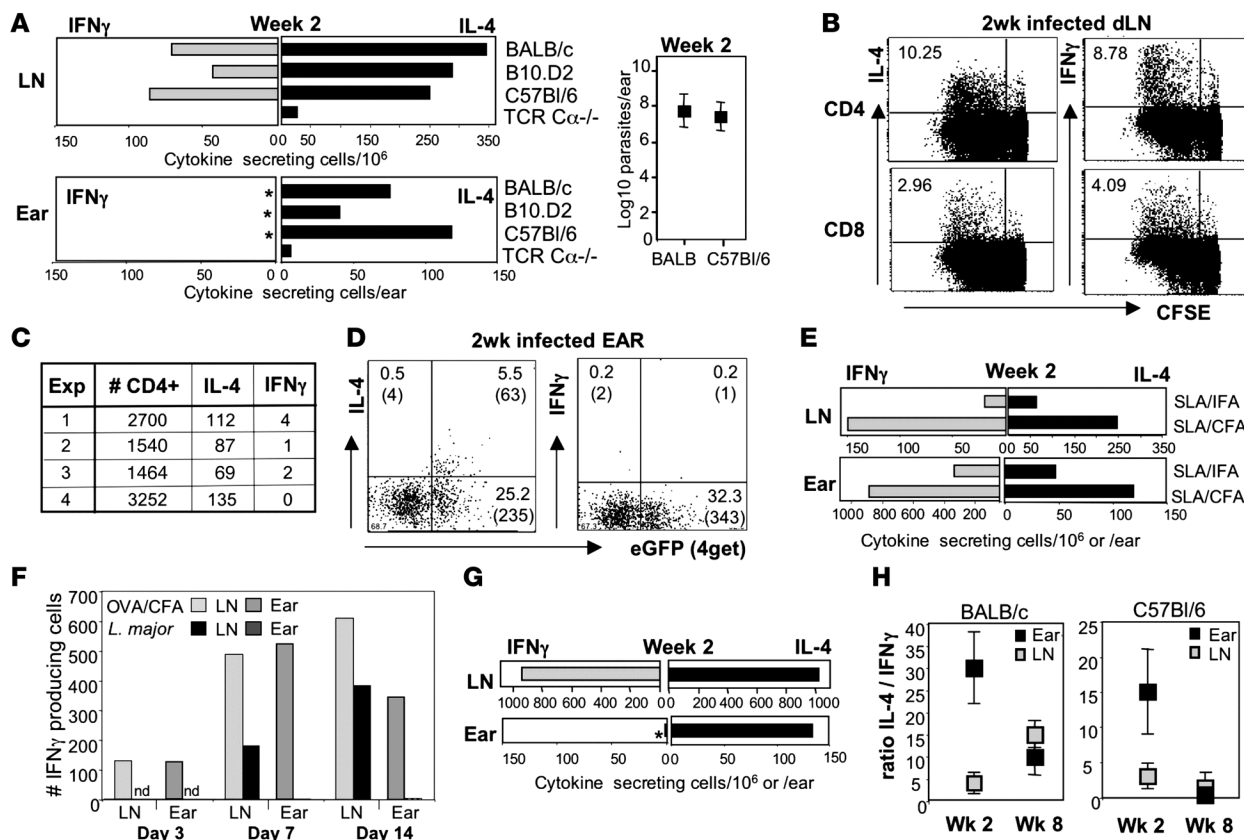 A
IFNγ Week 2 IL-4
LN
BALB/c
B10.D2
C57Bl/6
TCR Cα-/-
150 100 50 0 0 50 150 200 250 300 350
Cytokine secreting cells/10⁶
Ear
IFNγ IL-4
*
*
*
BALB/c
B10.D2
C57Bl/6
TCR Cα-/-
150 100 50 0 0 50 100 150
Cytokine secreting cells/ear
Week 2
Log10 parasites/ear
10
8
6
4
2
0
BALB C57Bl/6
B
2wk infected dLN
IL-4 IFNγ
CD4
10.25 8.78
CD8
2.96 4.09
CFSE
C
Exp # CD4+ IL-4 IFNγ
1 2700 112 4
2 1540 87 1
3 1464 69 2
4 3252 135 0
D
2wk infected EAR
IL-4 IFNγ
0.5 5.5 0.2 0.2
(4) (63) (2) (1)
25.2 32.3
(235) (343)
68.7
eGFP (4get)
E
IFNγ Week 2 IL-4
LN
SLA/IFA
SLA/CFA
150 100 50 0 0 50 150 250 350
Ear
SLA/IFA
SLA/CFA
1000 800 600 400 200 0 50 100 150
Cytokine secreting cells/10⁶ or /ear
F
# IFNγ producing cells
700
600
500
400
300
200
100
0
OVA/CFA LN Ear
L. major LN Ear
nd nd
LN Ear LN Ear LN Ear
Day 3 Day 7 Day 14
G
IFNγ Week 2 IL-4
LN
1000 800 600 400 200 0 0 200 400 600 800 1000
Ear
*
150 100 50 0 0 50 100 150
Cytokine secreting cells/10⁶ or /ear
H
BALB/c C57Bl/6
ratio IL-4 / IFNγ
40
35
30
25
20
15
10
5
0
Ear
LN
Wk 2 Wk 8
25
20
15
10
5
0
Ear
LN
Wk 2 Wk 8